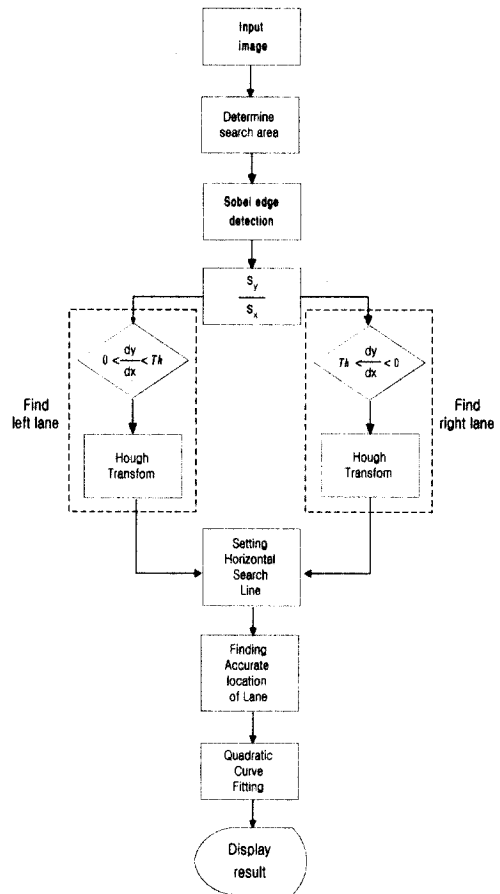 Input
image
Determine
search area
Sobel edge
detection
S_y
S_x
0 < dy/dx < Th
Th < dy/dx < 0
Find
left lane
Find
right lane
Hough
Transfom
Hough
Transfom
Setting
Horizontal
Search
Line
Finding
Accurate
location
of Lane
Quadratic
Curve
Fitting
Display
result